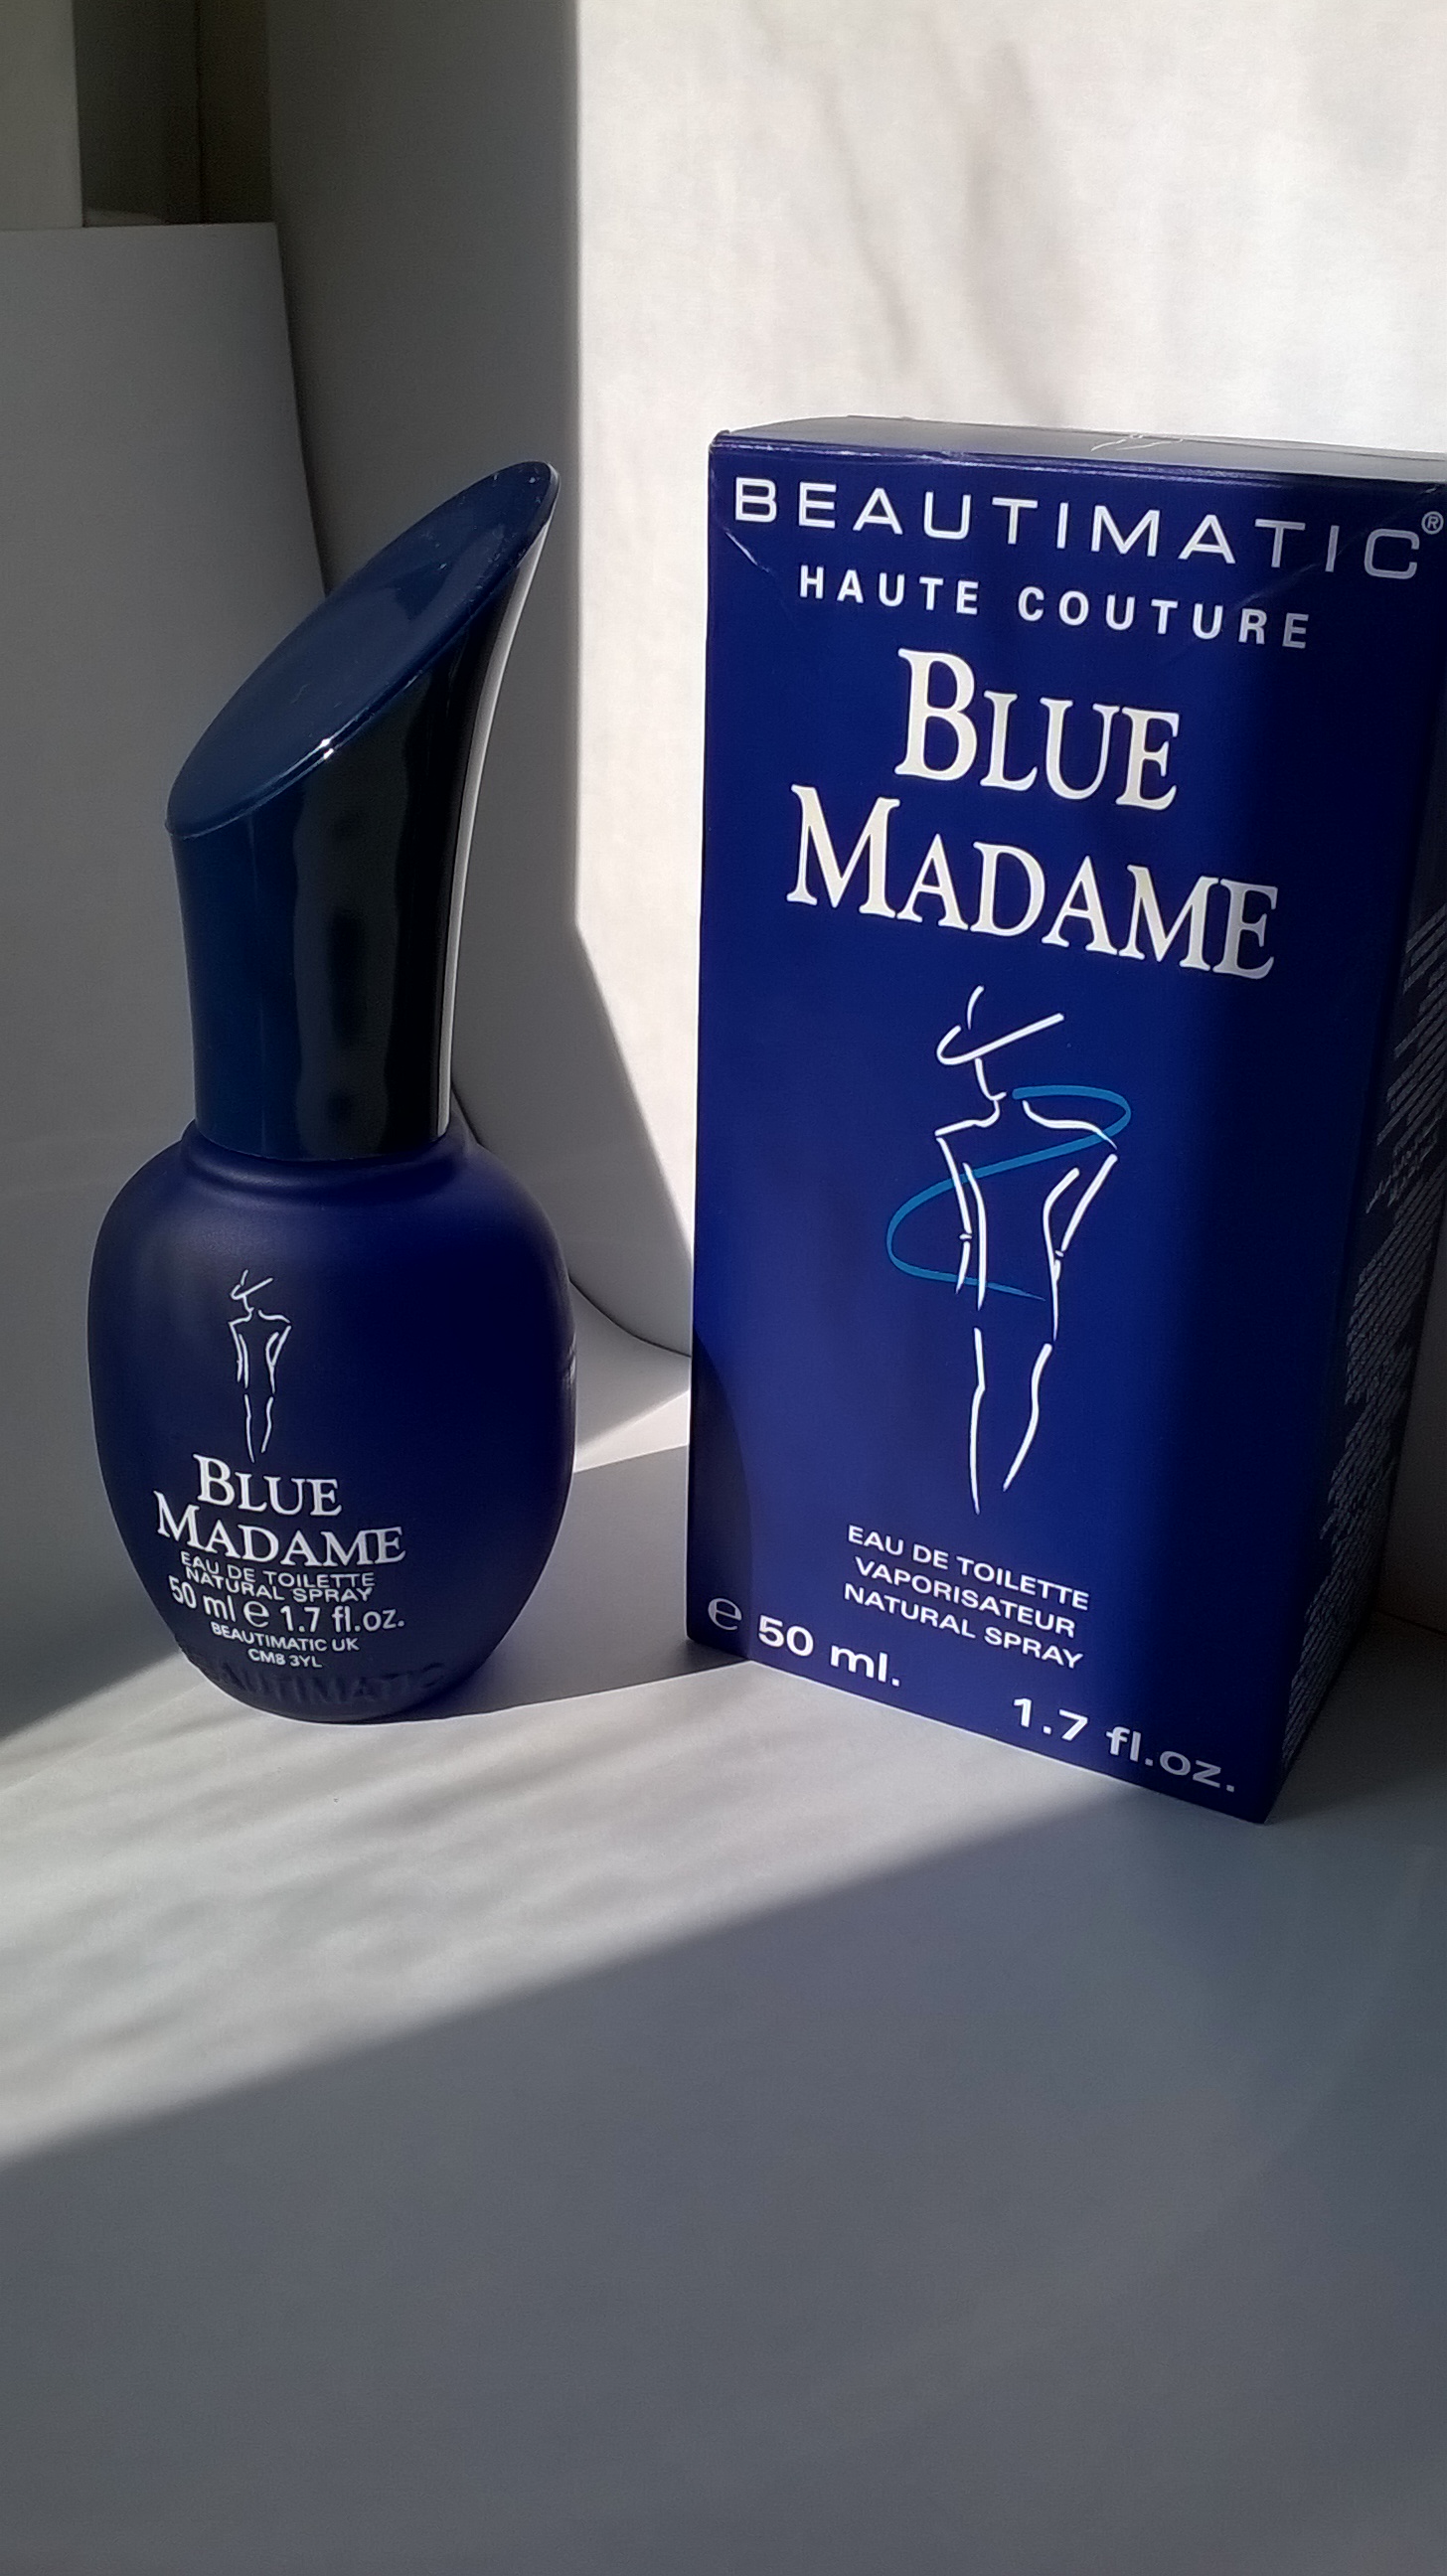 BEAUTIMATIC®
HAUTE COUTURE
BLUE
MADAME
EAU DE TOILETTE
VAPORISATEUR
NATURAL SPRAY
e 50 ml.
1.7 fl.oz.
BLUE
MADAME
EAU DE TOILETTE
NATURAL SPRAY
50 ml e 1.7 fl.oz.
BEAUTIMATIC UK
CM8 3YL
BEAUTIMATIC